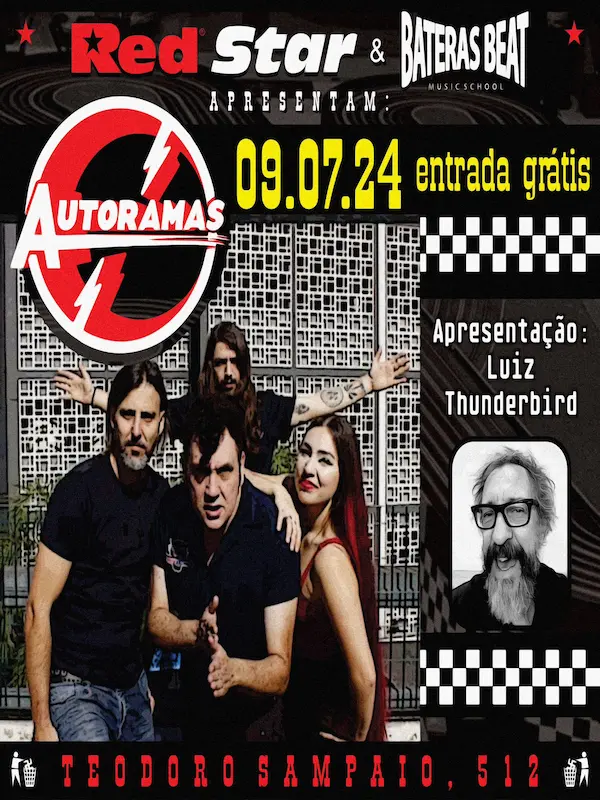 Red Star & BATERAS BEAT
MUSIC SCHOOL
APRESENTAM:
AUTORAMAS
09.07.24 entrada grátis
Apresentação:
Luiz
Thunderbird
TEODORO SAMPAIO, 512